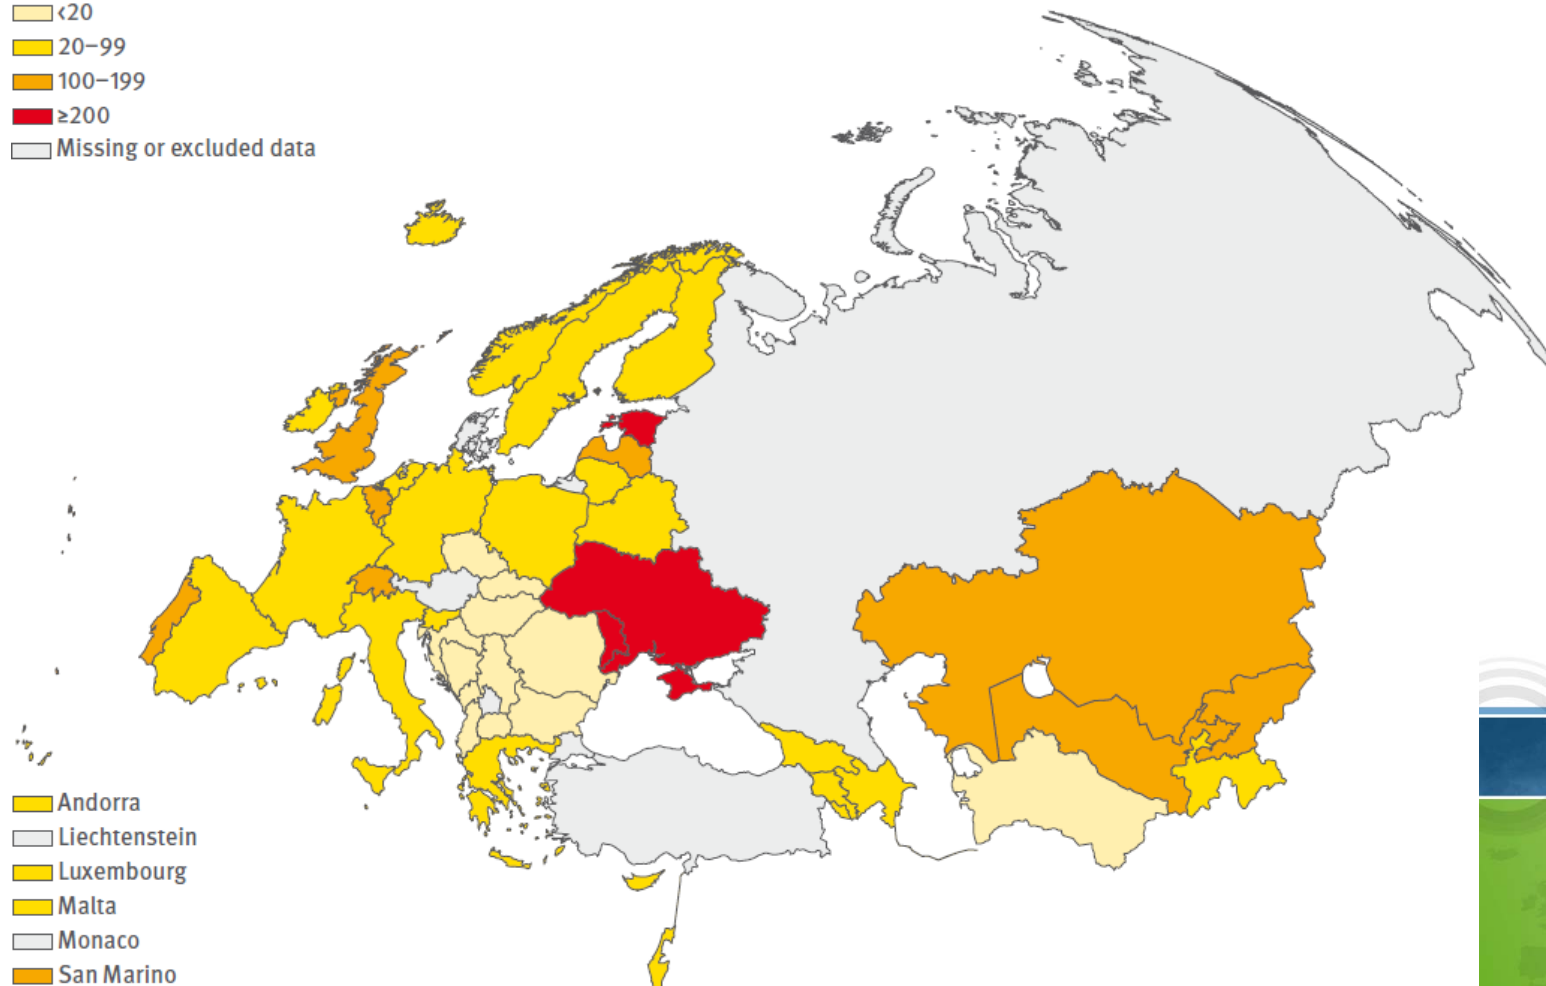 <20
20–99
100–199
≥200
Missing or excluded data
Andorra
Liechtenstein
Luxembourg
Malta
Monaco
San Marino